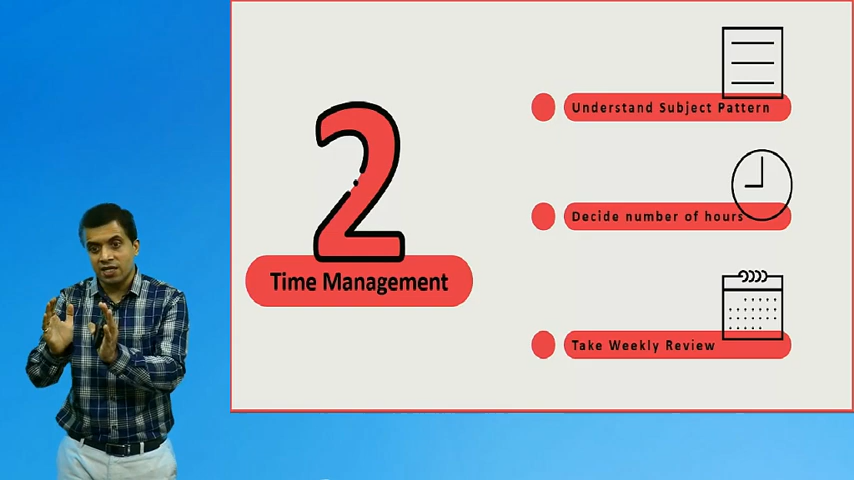 2
Time Management
Understand Subject Pattern
Decide number of hours
Take Weekly Review